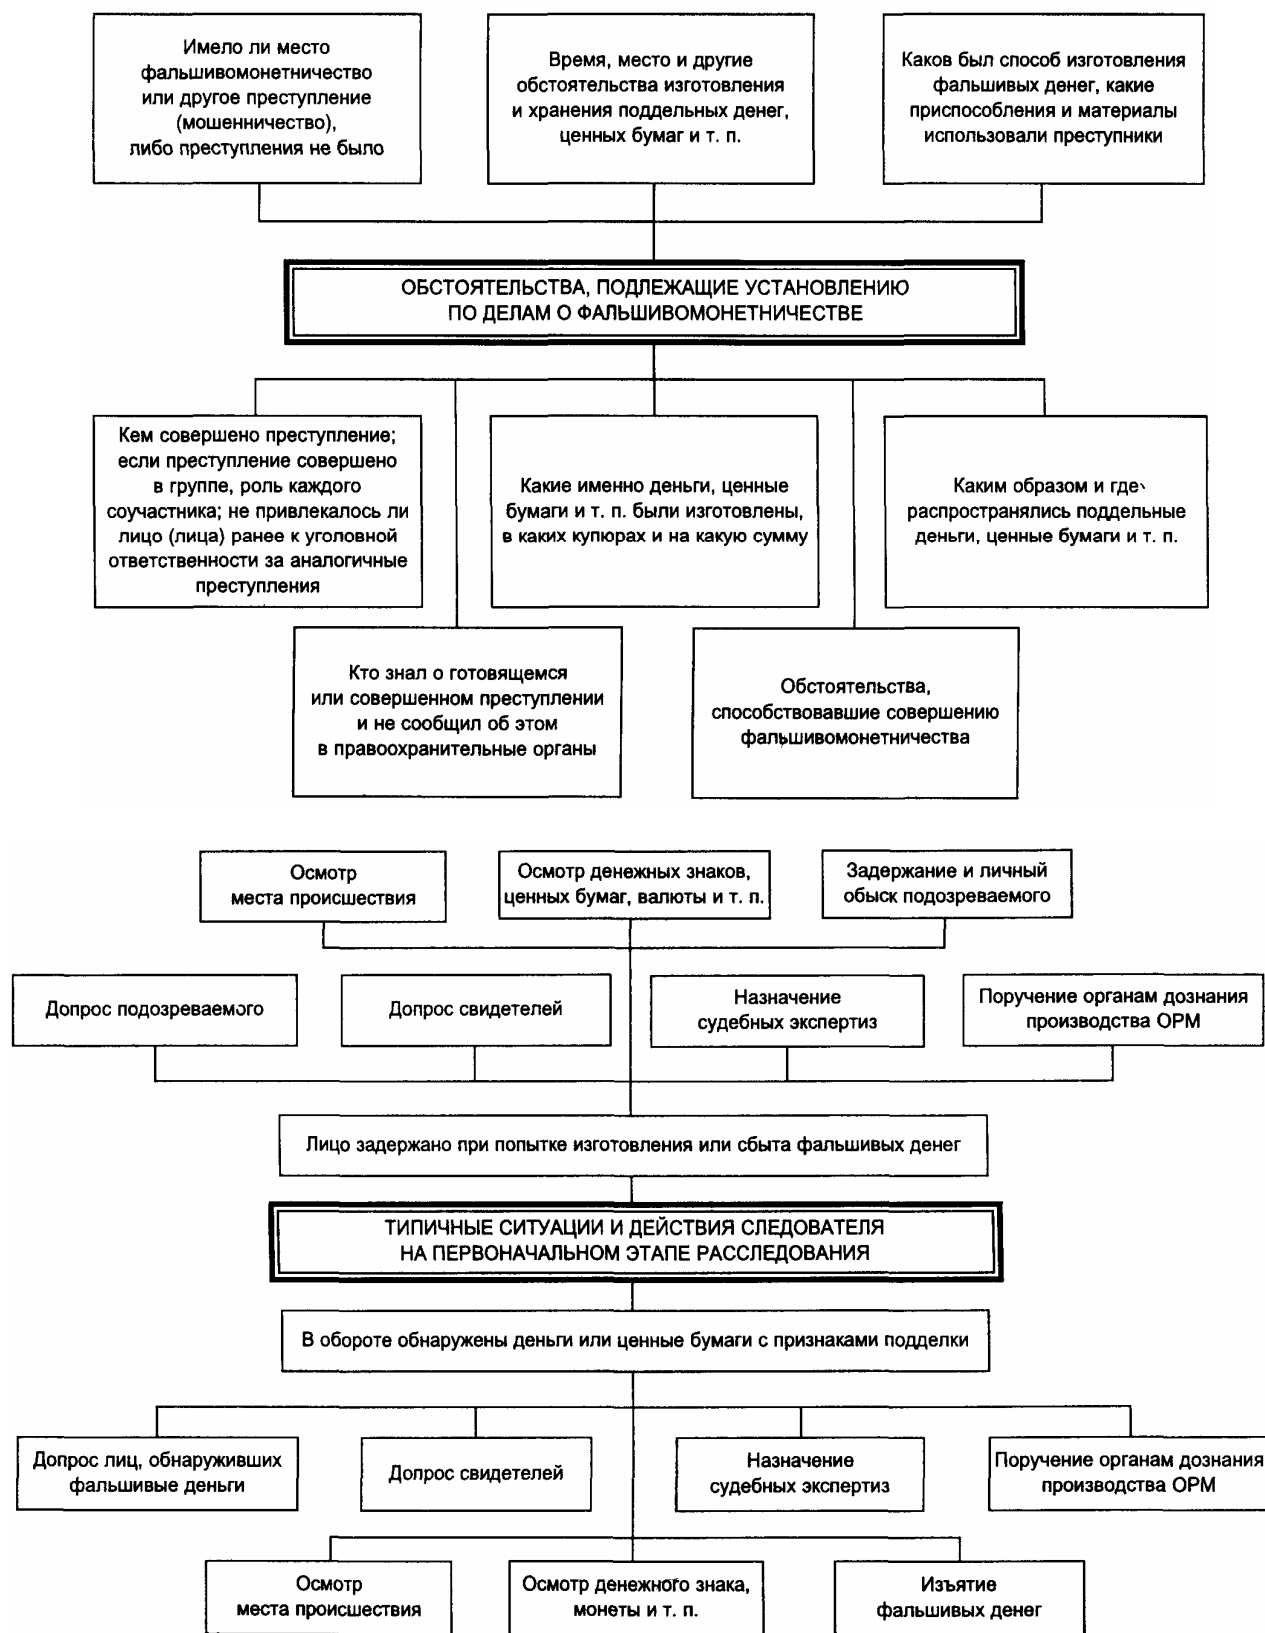 Имело ли место
фальшивомонетничество
или другое преступление
(мошенничество),
либо преступления не было
Время, место и другие
обстоятельства изготовления
и хранения поддельных денег,
ценных бумаг и т. п.
Каков был способ изготовления
фальшивых денег, какие
приспособления и материалы
использовали преступники
ОБСТОЯТЕЛЬСТВА, ПОДЛЕЖАЩИЕ УСТАНОВЛЕНИЮ
ПО ДЕЛАМ О ФАЛЬШИВОМОНЕТНИЧЕСТВЕ
Кем совершено преступление;
если преступление совершено
в группе, роль каждого
соучастника; не привлекалось ли
лицо (лица) ранее к уголовной
ответственности за аналогичные
преступления
Какие именно деньги, ценные
бумаги и т. п. были изготовлены,
в каких купюрах и на какую сумму
Каким образом и где
распространялись поддельные
деньги, ценные бумаги и т. п.
Кто знал о готовящемся
или совершенном преступлении
и не сообщил об этом
в правоохранительные органы
Обстоятельства,
способствовавшие совершению
фальшивомонетничества
Осмотр
места происшествия
Осмотр денежных знаков,
ценных бумаг, валюты и т. п.
Задержание и личный
обыск подозреваемого
Допрос подозреваемого
Допрос свидетелей
Назначение
судебных экспертиз
Поручение органам дознания
производства ОРМ
Лицо задержано при попытке изготовления или сбыта фальшивых денег
ТИПИЧНЫЕ СИТУАЦИИ И ДЕЙСТВИЯ СЛЕДОВАТЕЛЯ
НА ПЕРВОНАЧАЛЬНОМ ЭТАПЕ РАССЛЕДОВАНИЯ
В обороте обнаружены деньги или ценные бумаги с признаками подделки
Допрос лиц, обнаруживших
фальшивые деньги
Допрос свидетелей
Назначение
судебных экспертиз
Поручение органам дознания
производства ОРМ
Осмотр
места происшествия
Осмотр денежного знака,
монеты и т. п.
Изъятие
фальшивых денег